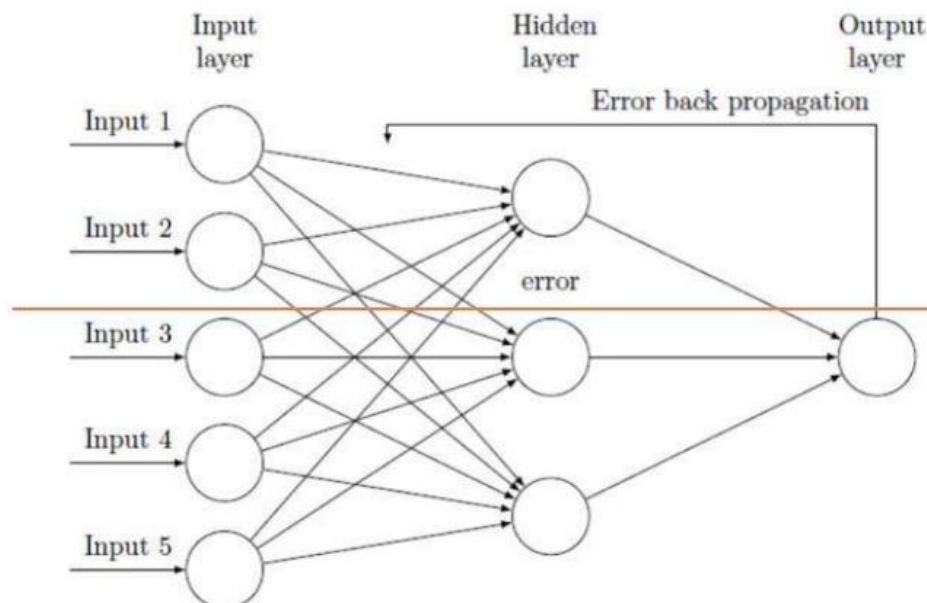 Input
layer
Hidden
layer
Output
layer
Error back propagation
Input 1
Input 2
error
Input 3
Input 4
Input 5